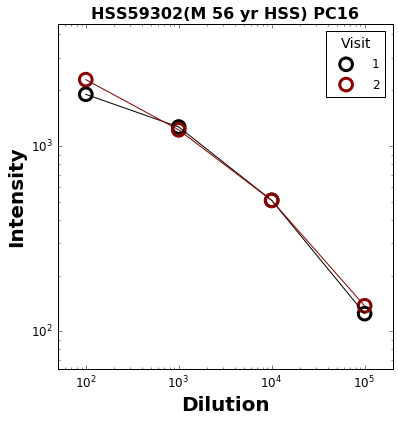 HSS59302(M 56 yr HSS) PC16
Visit
1
2
10³
10²
Intensity
10² 10³ 10⁴ 10⁵
Dilution